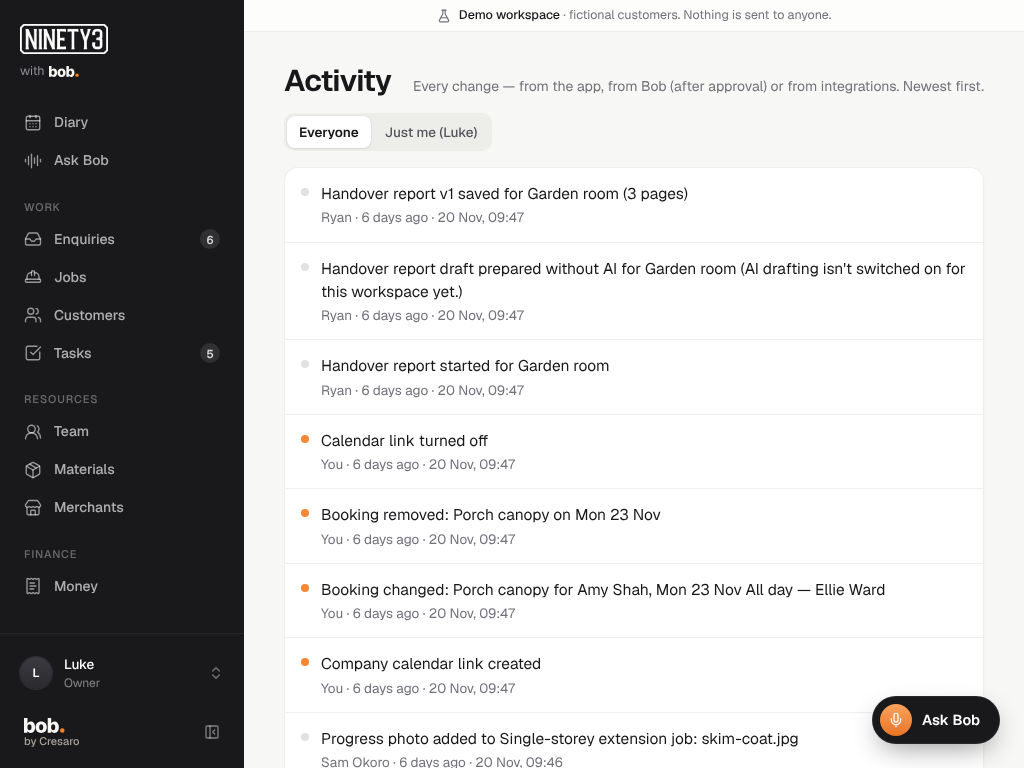 NINETY3
with bob.
Diary
Ask Bob
WORK
Enquiries 6
Jobs
Customers
Tasks 5
RESOURCES
Team
Materials
Merchants
FINANCE
Money
L
Luke
Owner
bob.
by Cresaro
Demo workspace · fictional customers. Nothing is sent to anyone.
Activity
Every change — from the app, from Bob (after approval) or from integrations. Newest first.
Everyone
Just me (Luke)
Handover report v1 saved for Garden room (3 pages)
Ryan · 6 days ago · 20 Nov, 09:47
Handover report draft prepared without AI for Garden room (AI drafting isn't switched on for
this workspace yet.)
Ryan · 6 days ago · 20 Nov, 09:47
Handover report started for Garden room
Ryan · 6 days ago · 20 Nov, 09:47
Calendar link turned off
You · 6 days ago · 20 Nov, 09:47
Booking removed: Porch canopy on Mon 23 Nov
You · 6 days ago · 20 Nov, 09:47
Booking changed: Porch canopy for Amy Shah, Mon 23 Nov All day — Ellie Ward
You · 6 days ago · 20 Nov, 09:47
Company calendar link created
You · 6 days ago · 20 Nov, 09:47
Progress photo added to Single-storey extension job: skim-coat.jpg
Sam Okoro · 6 days ago · 20 Nov, 09:46
Ask Bob